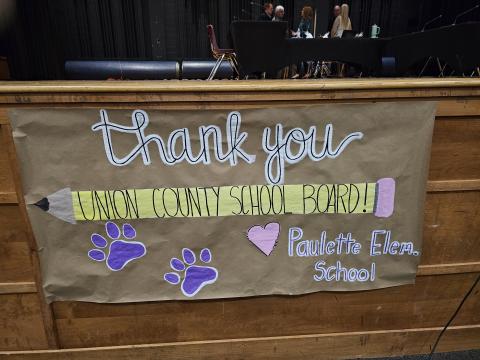 thank you
UNION COUNTY SCHOOL BOARD!
Paulette Elem.
School